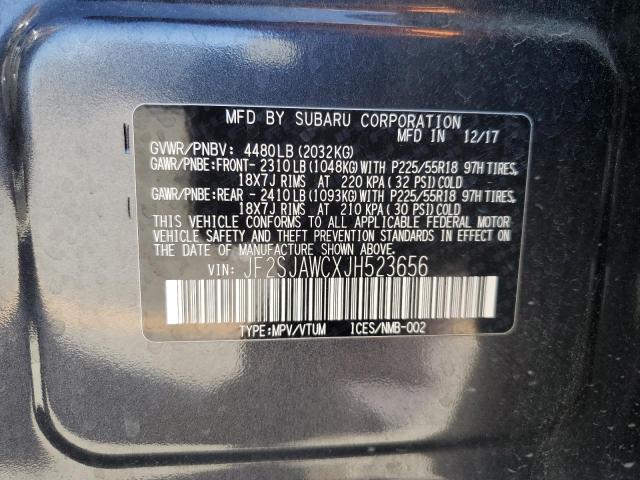 MFD BY SUBARU CORPORATION
MFD IN 12/17
GVWR/PNBV: 4480LB(2032KG)
GAWR/PNBE:FRONT- 2310LB(1048KG)WITH P225/55R18 97H TIRES,
18X7J RIMS AT 220 KPA(32 PSI)COLD
GAWR/PNBE:REAR - 2410LB(1093KG)WITH P225/55R18 97H TIRES,
18X7J RIMS AT 210 KPA(30 PSI)COLD
THIS VEHICLE CONFORMS TO ALL APPLICABLE FEDERAL MOTOR
VEHICLE SAFETY AND THEFT PREVENTION STANDARDS IN EFFECT ON
THE DATE OF MANUFACTURE SHOWN ABOVE.
VIN: JF2SJAWCXJH523656
TYPE:MPV/VTUM ICES/NMB-002